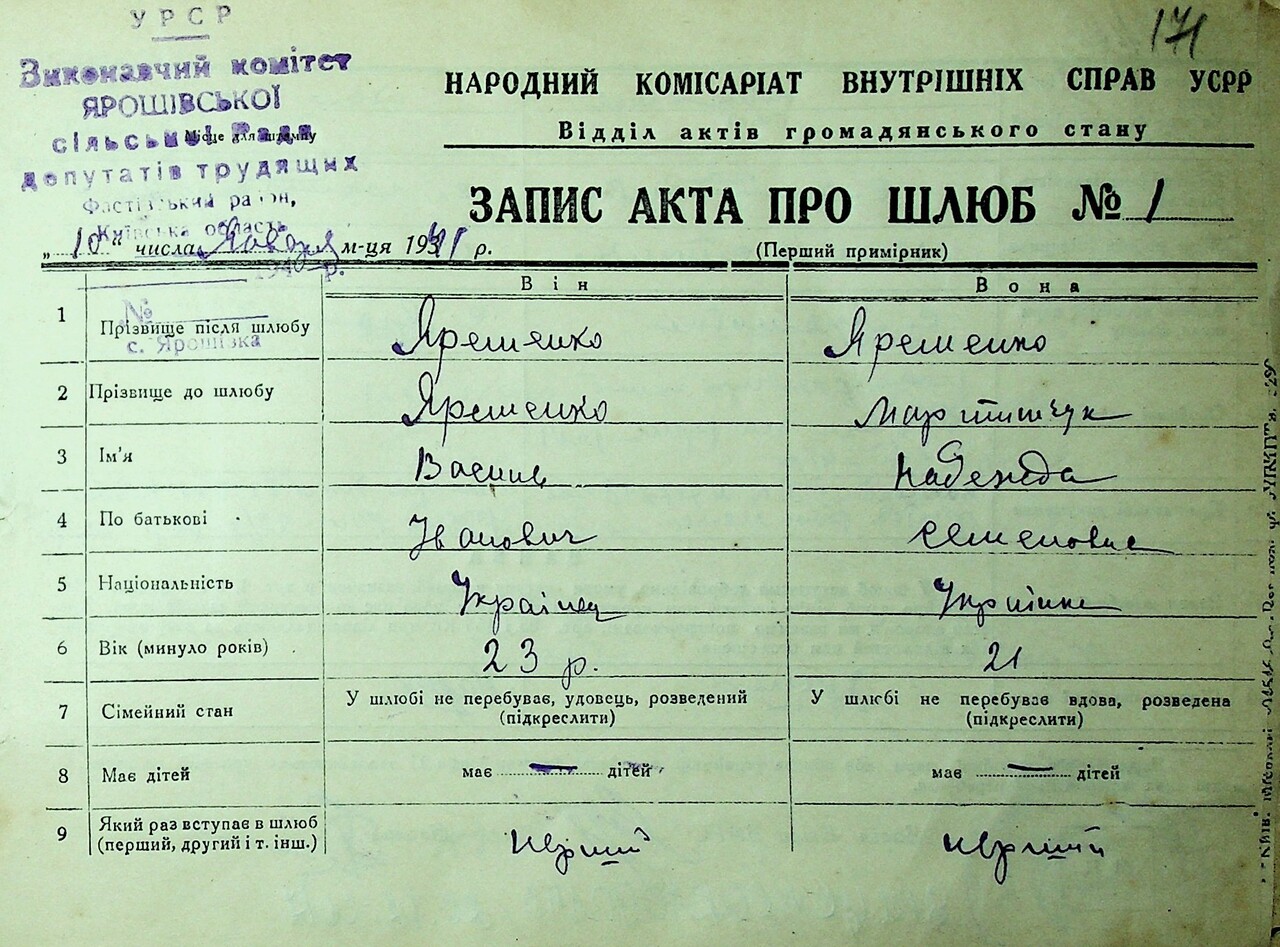 171
УРСР
Виконавчий комітет
ЯРОШІВСЬКОЇ
сільської Ради
Місце для штампу
депутатів трудящих
Фастівський район,
Київська область
№
с. Ярошівка
НАРОДНИЙ КОМІСАРІАТ ВНУТРІШНІХ СПРАВ УСРР
Відділ актів громадянського стану
ЗАПИС АКТА ПРО ШЛЮБ № 1
„10" числа м-ця 1941 р.
(Перший примірник)
Він Вона
1 Прізвище після шлюбу Ярешенко Ярешенко
2 Прізвище до шлюбу Ярешенко Мартинчук
3 Ім'я Василь Надежда
4 По батькові Іванович Семеновна
5 Національність Українец Українка
6 Вік (минуло років) 23 р. 21
7 Сімейний стан У шлюбі не перебував, удовець, розведений (підкреслити) У шлюбі не перебувае вдова, розведена (підкреслити)
8 Має дітей має — дітей має — дітей
9 Який раз вступає в шлюб (перший, другий і т. інш.) перший перший